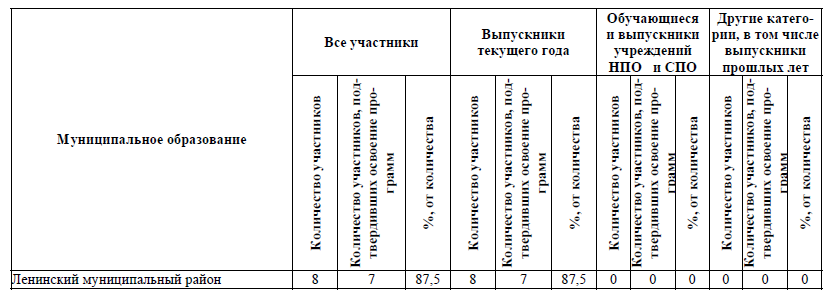 Муниципальное образование
Все участники
Выпускники
текущего года
Обучающиеся
и выпускники
учреждений
НПО и СПО
Другие катего-
рии, в том числе
выпускники
прошлых лет
Количество участников
Количество участников, под-
твердивших освоение про-
грамм
%, от количества
Количество участников
Количество участников, под-
твердивших освоение про-
грамм
%, от количества
Количество участников
Количество участников, под-
твердивших освоение про-
грамм
%, от количества
Количество участников
Количество участников, под-
твердивших освоение про-
грамм
%, от количества
Ленинский муниципальный район 8 7 87,5 8 7 87,5 0 0 0 0 0 0